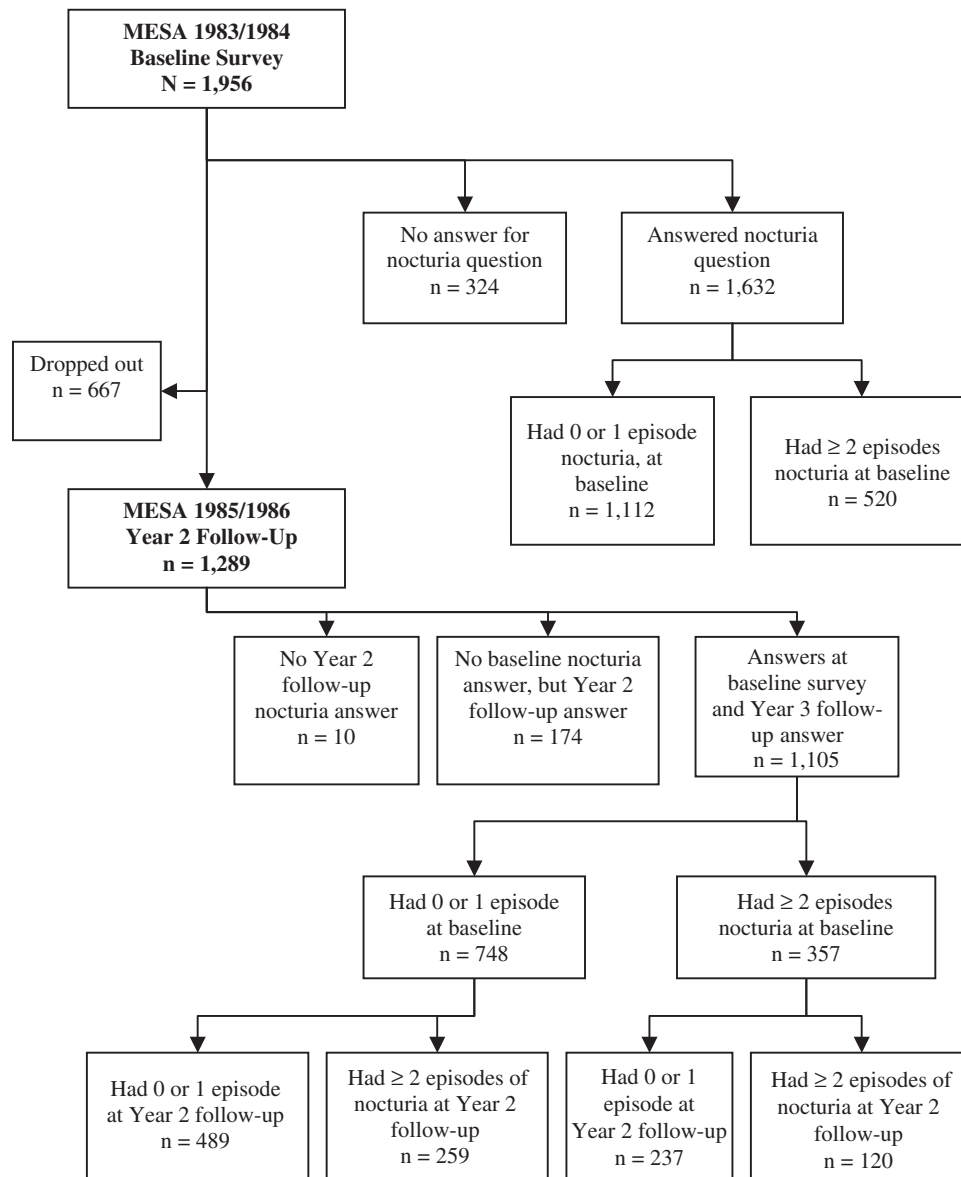 MESA 1983/1984
Baseline Survey
N = 1,956
No answer for
nocturia question
n = 324
Answered nocturia
question
n = 1,632
Dropped out
n = 667
Had 0 or 1 episode
nocturia, at
baseline
n = 1,112
Had ≥ 2 episodes
nocturia at baseline
n = 520
MESA 1985/1986
Year 2 Follow-Up
n = 1,289
No Year 2
follow-up
nocturia answer
n = 10
No baseline nocturia
answer, but Year 2
follow-up answer
n = 174
Answers at
baseline survey
and Year 3 follow-
up answer
n = 1,105
Had 0 or 1 episode
at baseline
n = 748
Had ≥ 2 episodes
nocturia at baseline
n = 357
Had 0 or 1 episode
at Year 2 follow-up
n = 489
Had ≥ 2 episodes of
nocturia at Year 2
follow-up
n = 259
Had 0 or 1
episode at
Year 2 follow-up
n = 237
Had ≥ 2 episodes of
nocturia at Year 2
follow-up
n = 120